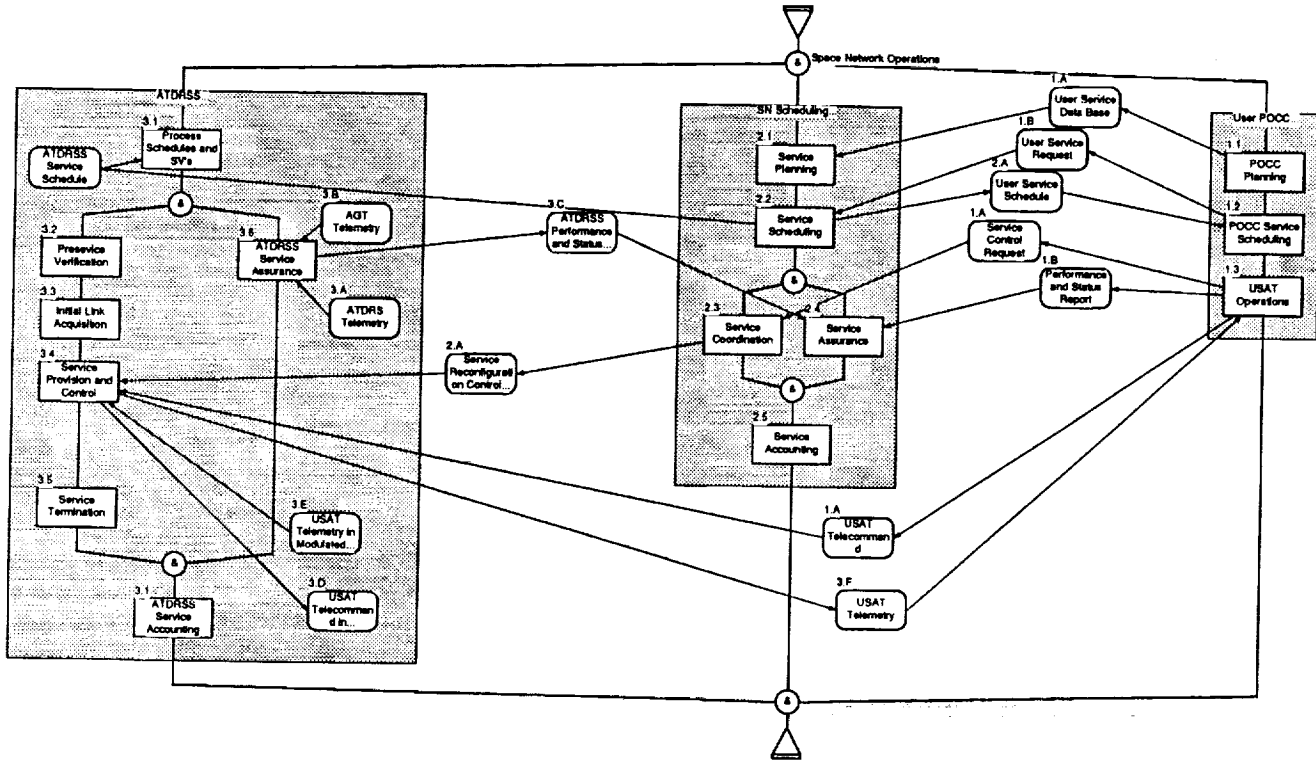 &
Space Network Operations
ATDRSS
3.1
Process
Schedules and
SV's
ATDRSS
Service
Schedule
&
3.B
AGT
Telemetry
3.2
Presevice
Verification
3.6
ATDRSS
Service
Assurance
3.3
Initial Link
Acquisition
3.A
ATDRS
Telemetry
3.4
Service
Provision and
Control
3.5
Service
Termination
3.E
USAT
Telemetry in
Modulated...
&
3.D
USAT
Telecomman
d in...
3.1
ATDRSS
Service
Accounting
3.C
ATDRSS
Performance
and Status...
2.A
Service
Reconfigurati
on Control...
SN Scheduling
2.1
Service
Planning
2.2
Service
Scheduling
&
2.3
Service
Coordination
2.4
Service
Assurance
&
2.5
Service
Accounting
1.A
User Service
Data Base
1.B
User Service
Request
2.A
User Service
Schedule
1.A
Service
Control
Request
1.B
Performance
and Status
Report
User POCC
1.1
POCC
Planning
1.2
POCC Service
Scheduling
1.3
USAT
Operations
1.A
USAT
Telecomman
d
3.F
USAT
Telemetry
&